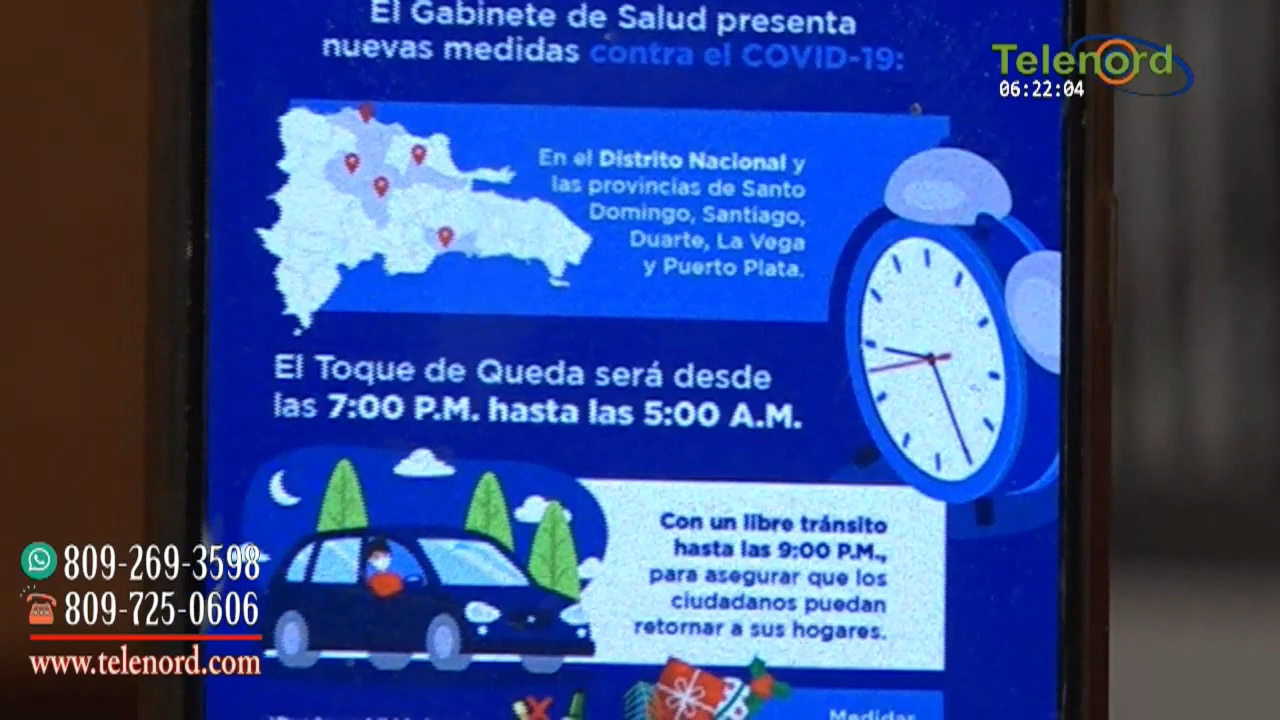 El Gabinete de Salud presenta
nuevas medidas contra el COVID-19:
Telenord
06:22:04
En el Distrito Nacional y
las provincias de Santo
Domingo, Santiago,
Duarte, La Vega
y Puerto Plata.
El Toque de Queda será desde
las 7:00 P.M. hasta las 5:00 A.M.
Con un libre tránsito
hasta las 9:00 P.M.,
para asegurar que los
ciudadanos puedan
retornar a sus hogares.
809-269-3598
809-725-0606
www.telenord.com
Medidas